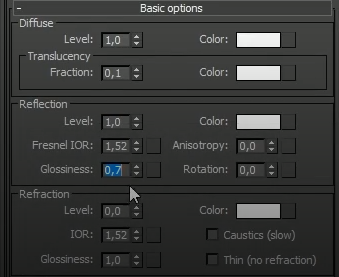 - Basic options
Diffuse
Level: 1,0 Color:
Translucency
Fraction: 0,1 Color:
Reflection
Level: 1,0 Color:
Fresnel IOR: 1,52 Anisotropy: 0,0
Glossiness: 0,7 Rotation: 0,0
Refraction
Level: 0,0 Color:
IOR: 1,52 Caustics (slow)
Glossiness: 1,0 Thin (no refraction)